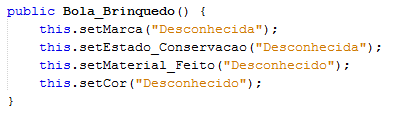 public Bola_Brinquedo() {
    this.setMarca("Desconhecida");
    this.setEstado_Conservacao("Desconhecida");
    this.setMaterial_Feito("Desconhecido");
    this.setCor("Desconhecido");
}